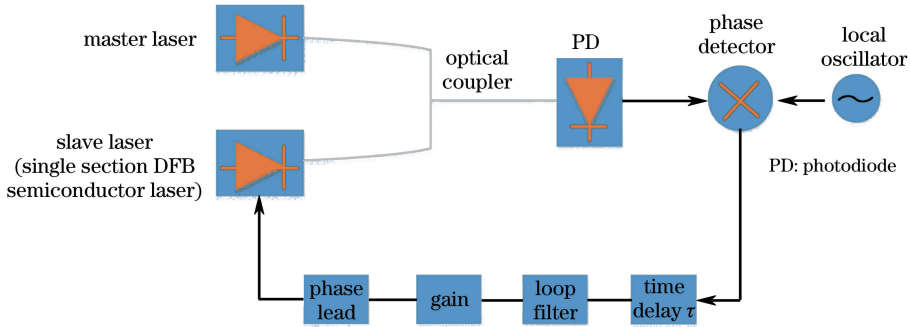 master laser
optical
coupler
PD
phase
detector
local
oscillator
slave laser
(single section DFB
semiconductor laser)
PD: photodiode
phase
lead
gain
loop
filter
time
delay τ